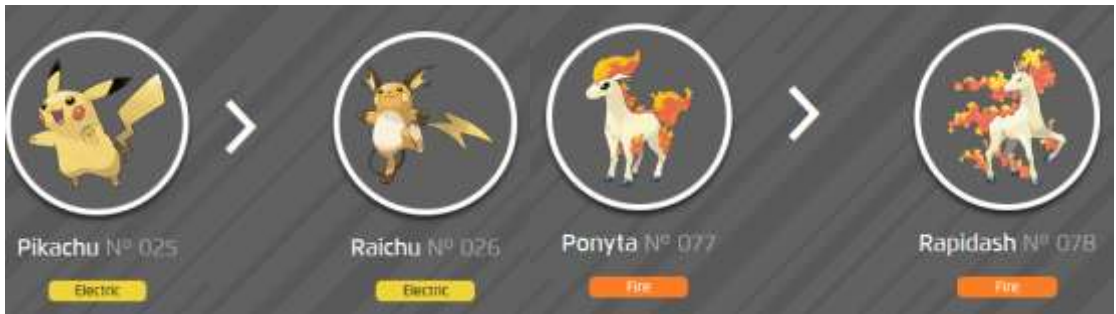 Pikachu Nº 025
Electric
Raichu Nº 026
Electric
Ponyta Nº 077
Fire
Rapidash Nº 078
Fire